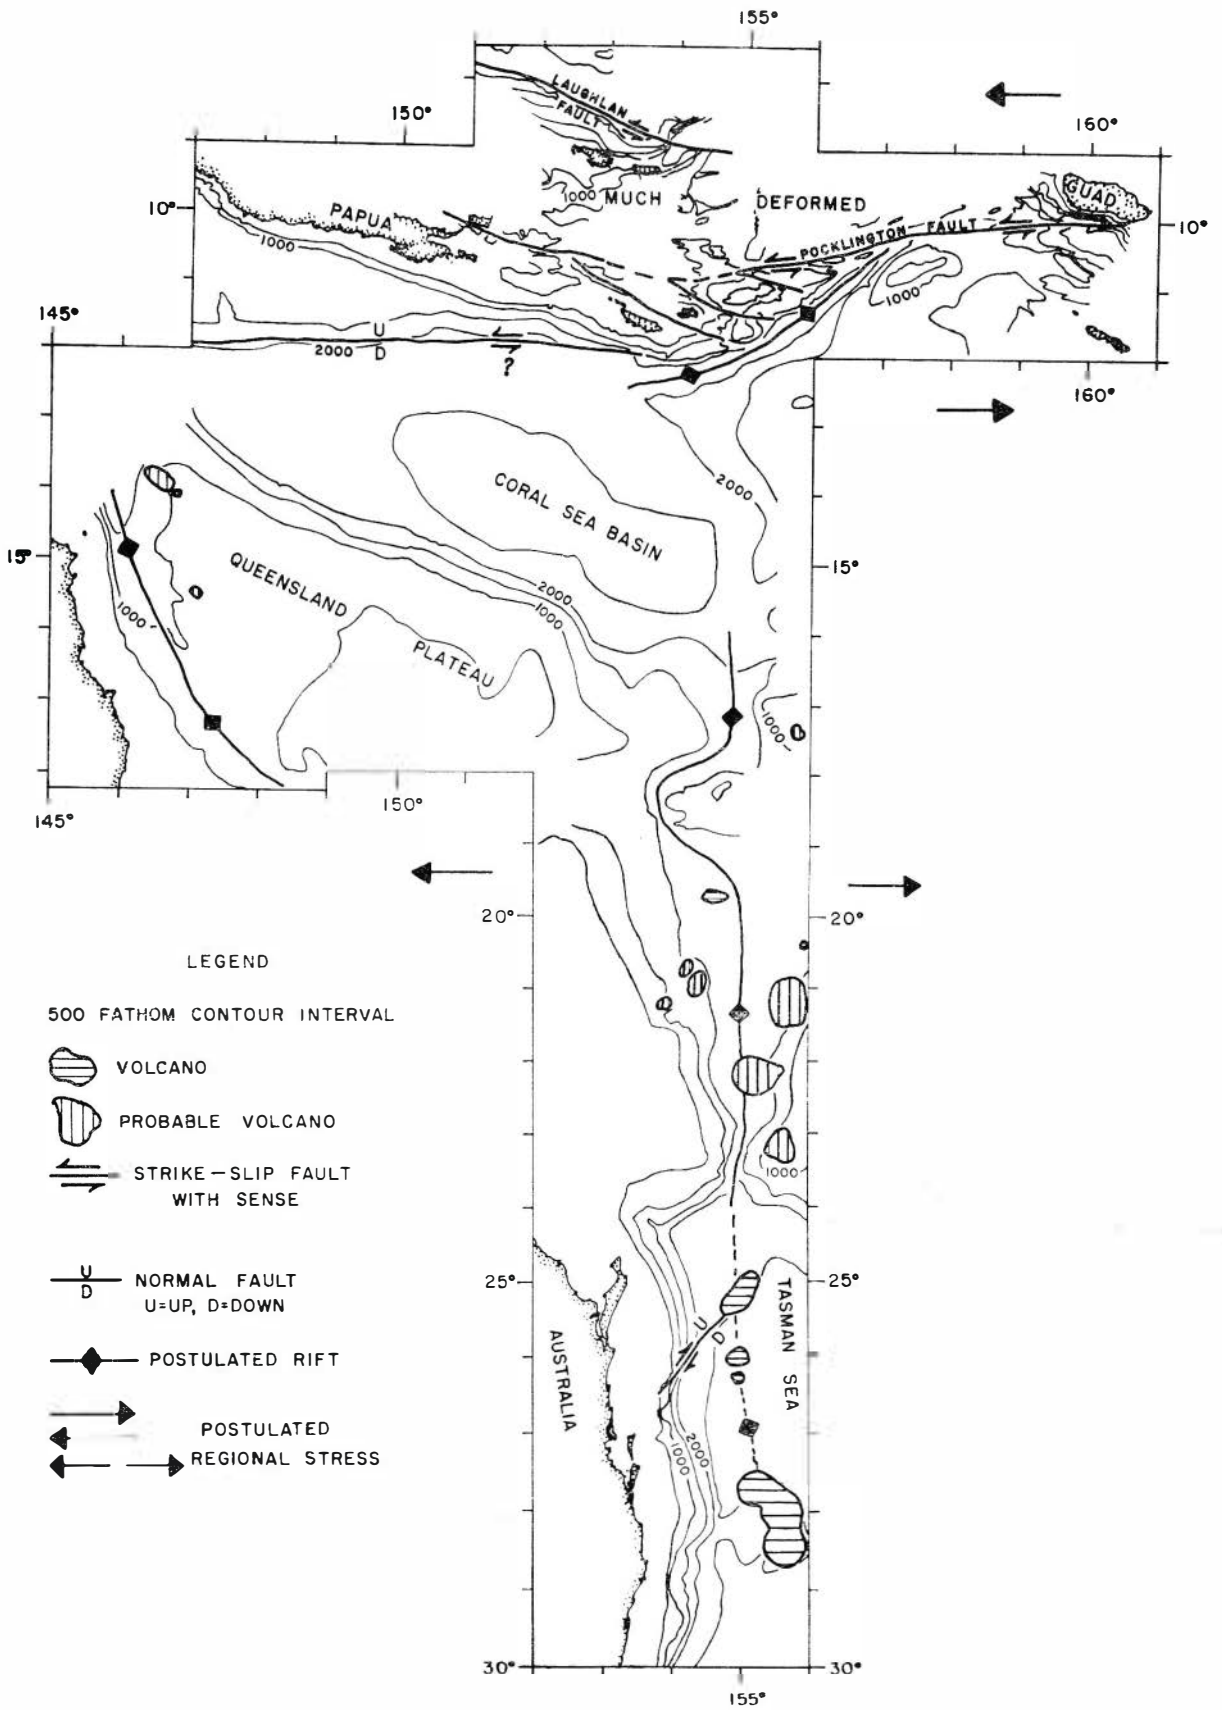 155°
LAUGHLAN
FAULT
150°
160°
1000
MUCH
DEFORMED
GUAD
10°
PAPUA
1000
POCKLINGTON FAULT
10°
1000
145°
U
2000
D
?
160°
2000
CORAL SEA BASIN
15°
QUEENSLAND
2000
15°
1000
1000
PLATEAU
1000
145°
150°
20°
20°
LEGEND
500 FATHOM CONTOUR INTERVAL
VOLCANO
PROBABLE VOLCANO
1000
STRIKE-SLIP FAULT
WITH SENSE
U
D
NORMAL FAULT
U=UP, D=DOWN
25°
25°
U
D
TASMAN SEA
AUSTRALIA
POSTULATED RIFT
2000
1000
POSTULATED
REGIONAL STRESS
30°
30°
155°